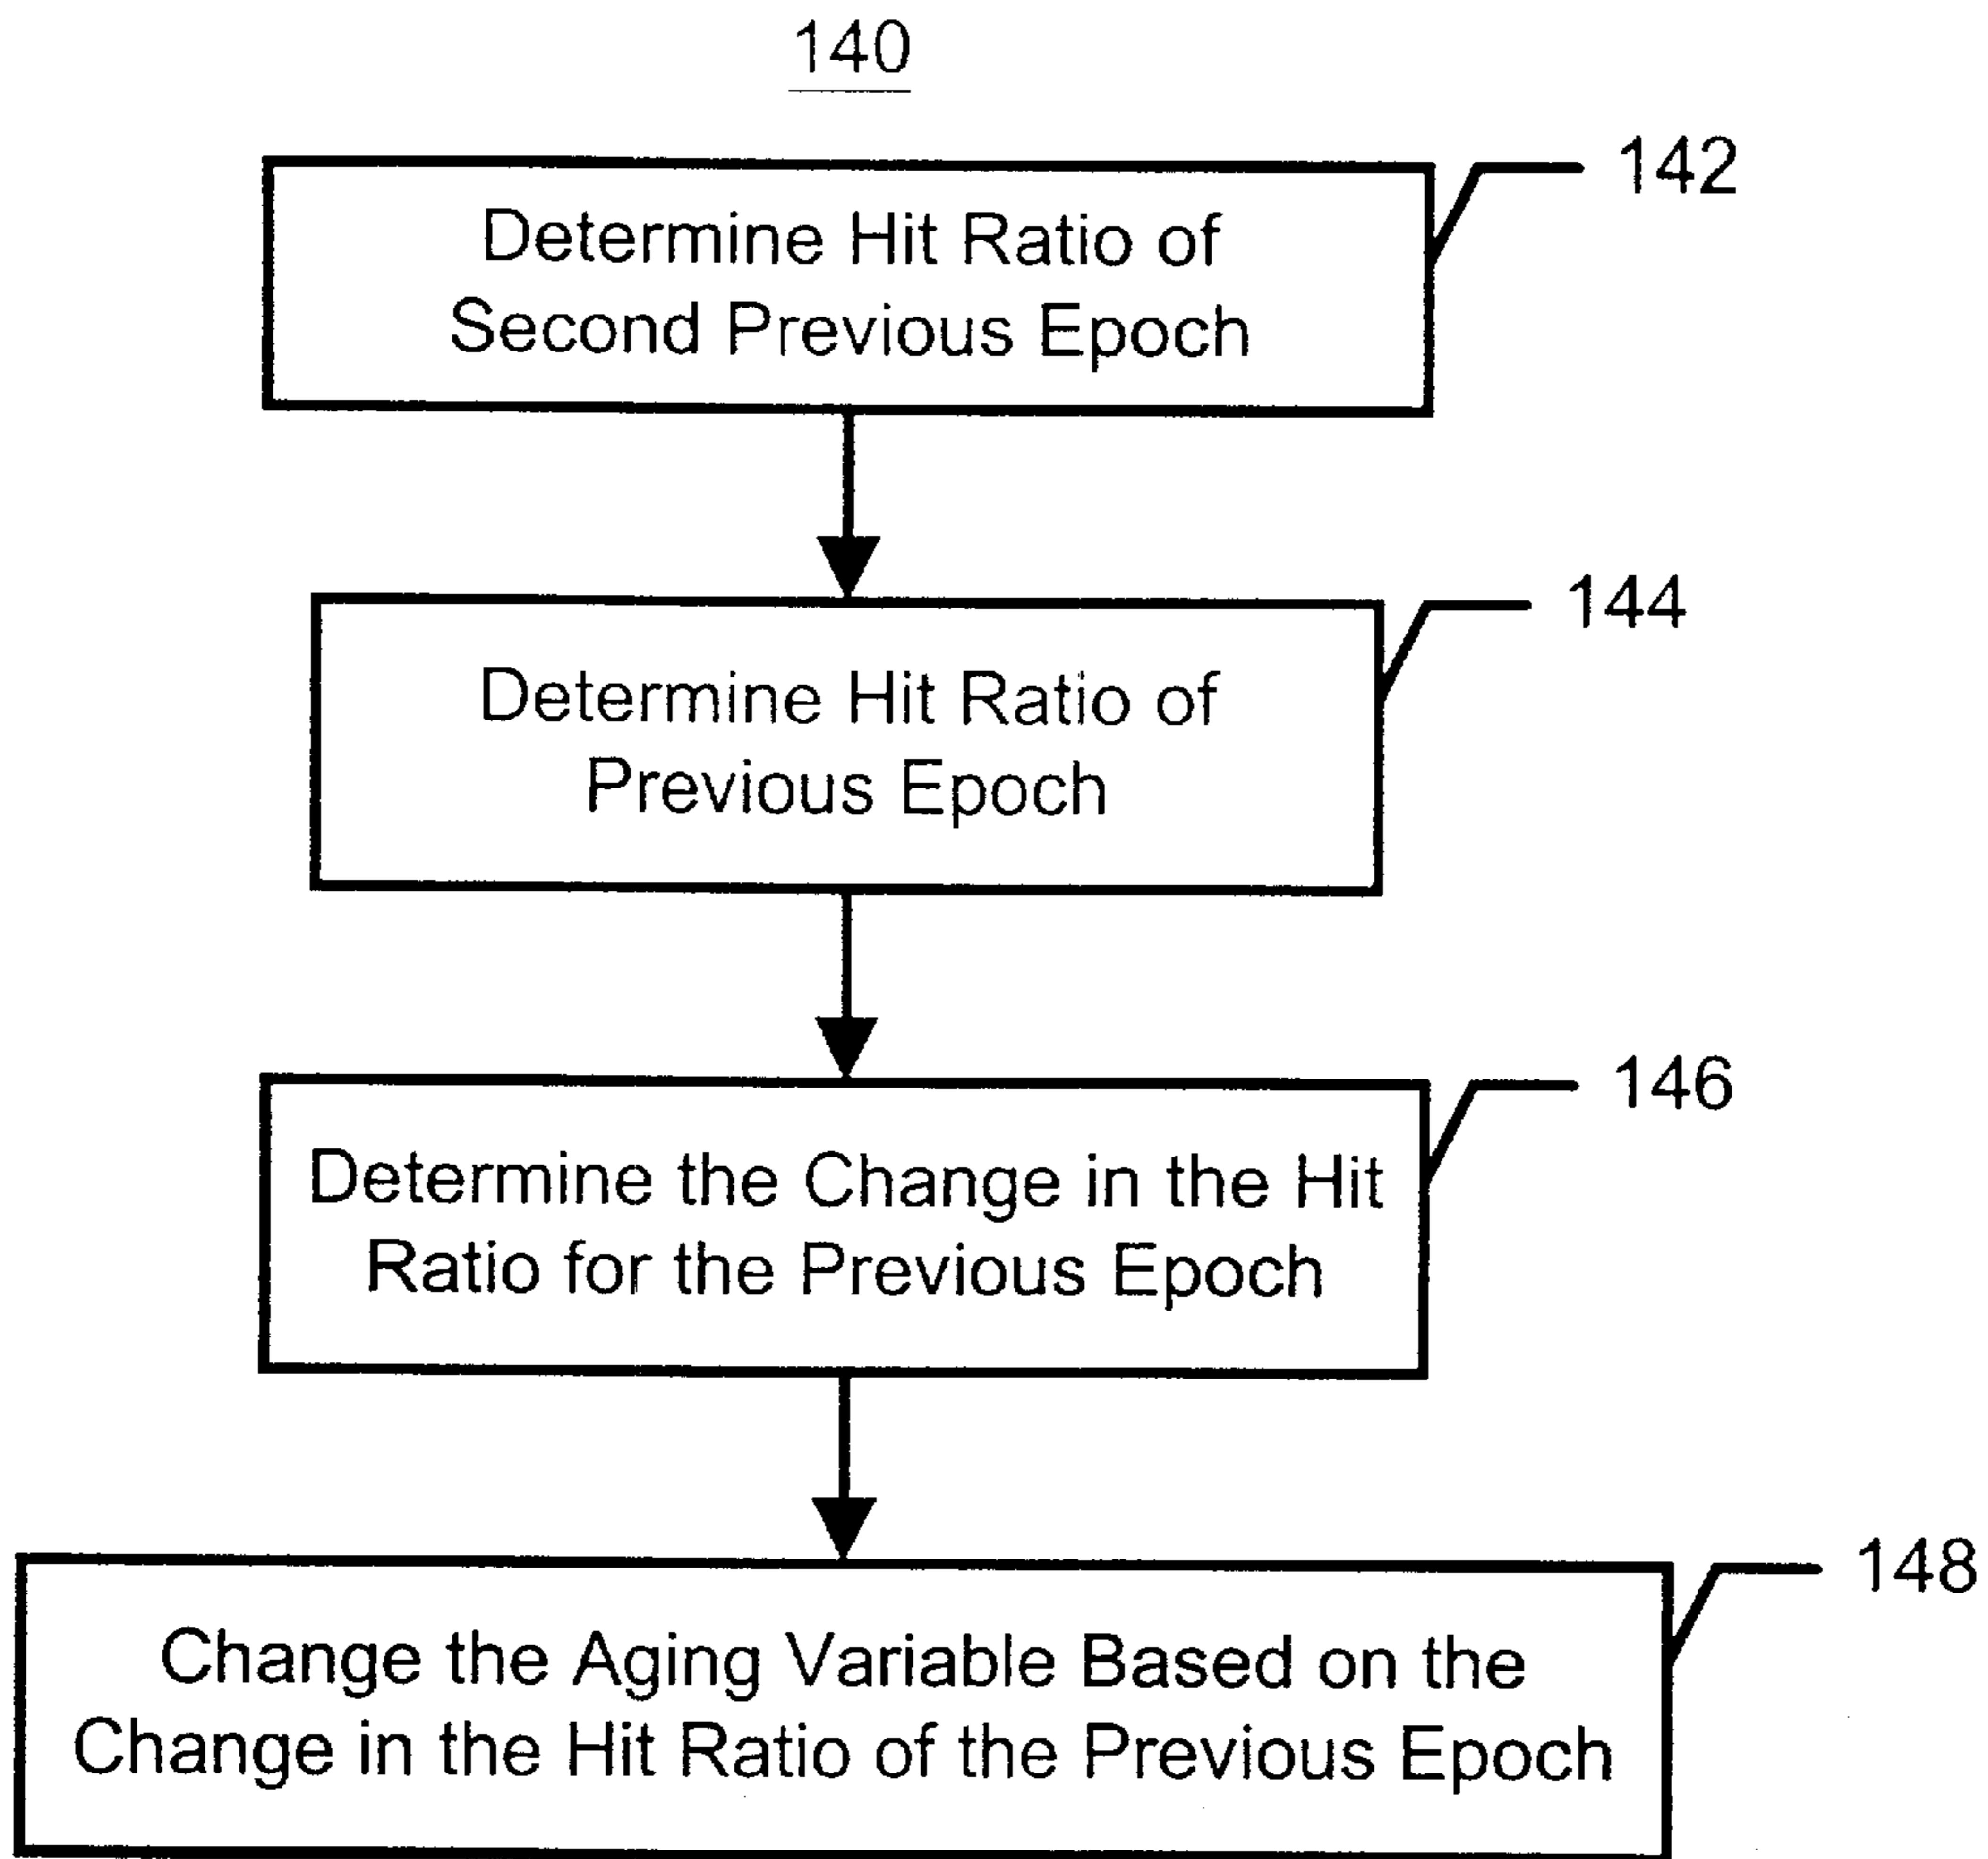 140
142
Determine Hit Ratio of
Second Previous Epoch
144
Determine Hit Ratio of
Previous Epoch
146
Determine the Change in the Hit
Ratio for the Previous Epoch
148
Change the Aging Variable Based on the
Change in the Hit Ratio of the Previous Epoch